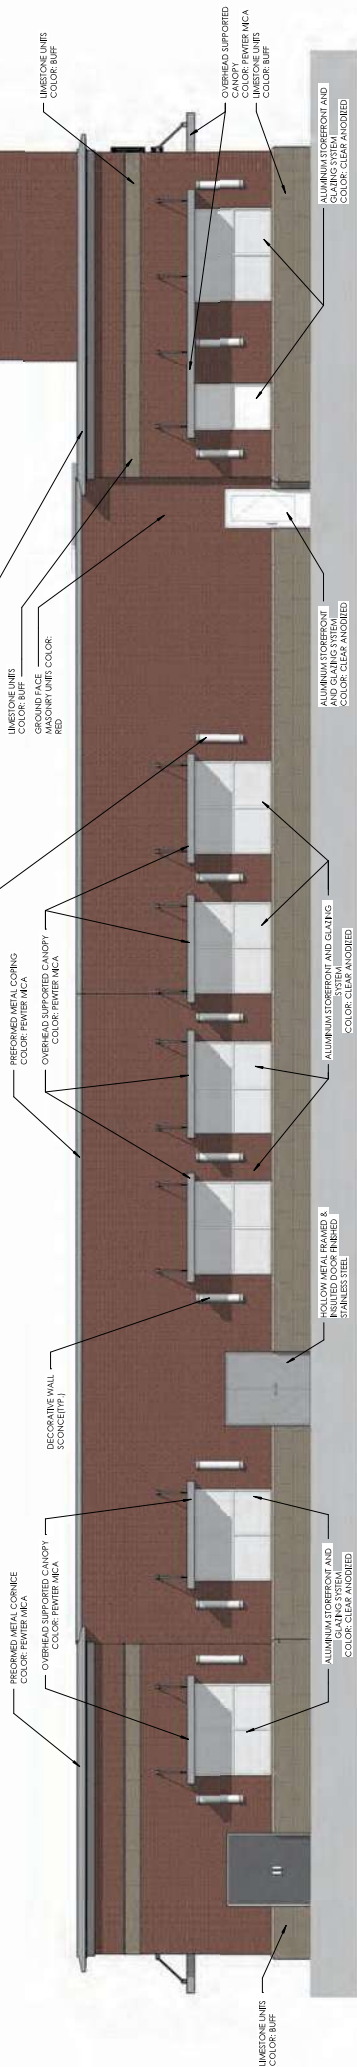 LIMESTONE UNITS
COLOR: BUFF
PREORMED METAL CORNICE
COLOR: PEWTER MICA
OVERHEAD SUPPORTED CANOPY
COLOR: PEWTER MICA
ALUMINUM STOREFRONT AND
GLAZING SYSTEM
COLOR: CLEAR ANODIZED
DECORATIVE WALL
SCONCE(TYP.)
HOLLOW METAL FRAMED &
INSULTED DOOR FINISHED
STAINLESS STEEL
PREFORMED METAL COPING
COLOR: PEWTER MICA
OVERHEAD SUPPORTED CANOPY
COLOR: PEWTER MICA
ALUMINUM STOREFRONT AND GLAZING
SYSTEM
COLOR: CLEAR ANODIZED
LIMESTONE UNITS
COLOR: BUFF
GROUND FACE
MASONRY UNITS COLOR:
RED
ALUMINUM STOREFRONT
AND GLAZING SYSTEM
COLOR: CLEAR ANODIZED
LIMESTONE UNITS
COLOR: BUFF
OVERHEAD SUPPORTED
CANOPY
COLOR: PEWTER MICA
LIMESTONE UNITS
COLOR: BUFF
ALUMINUM STOREFRONT AND
GLAZING SYSTEM
COLOR: CLEAR ANODIZED